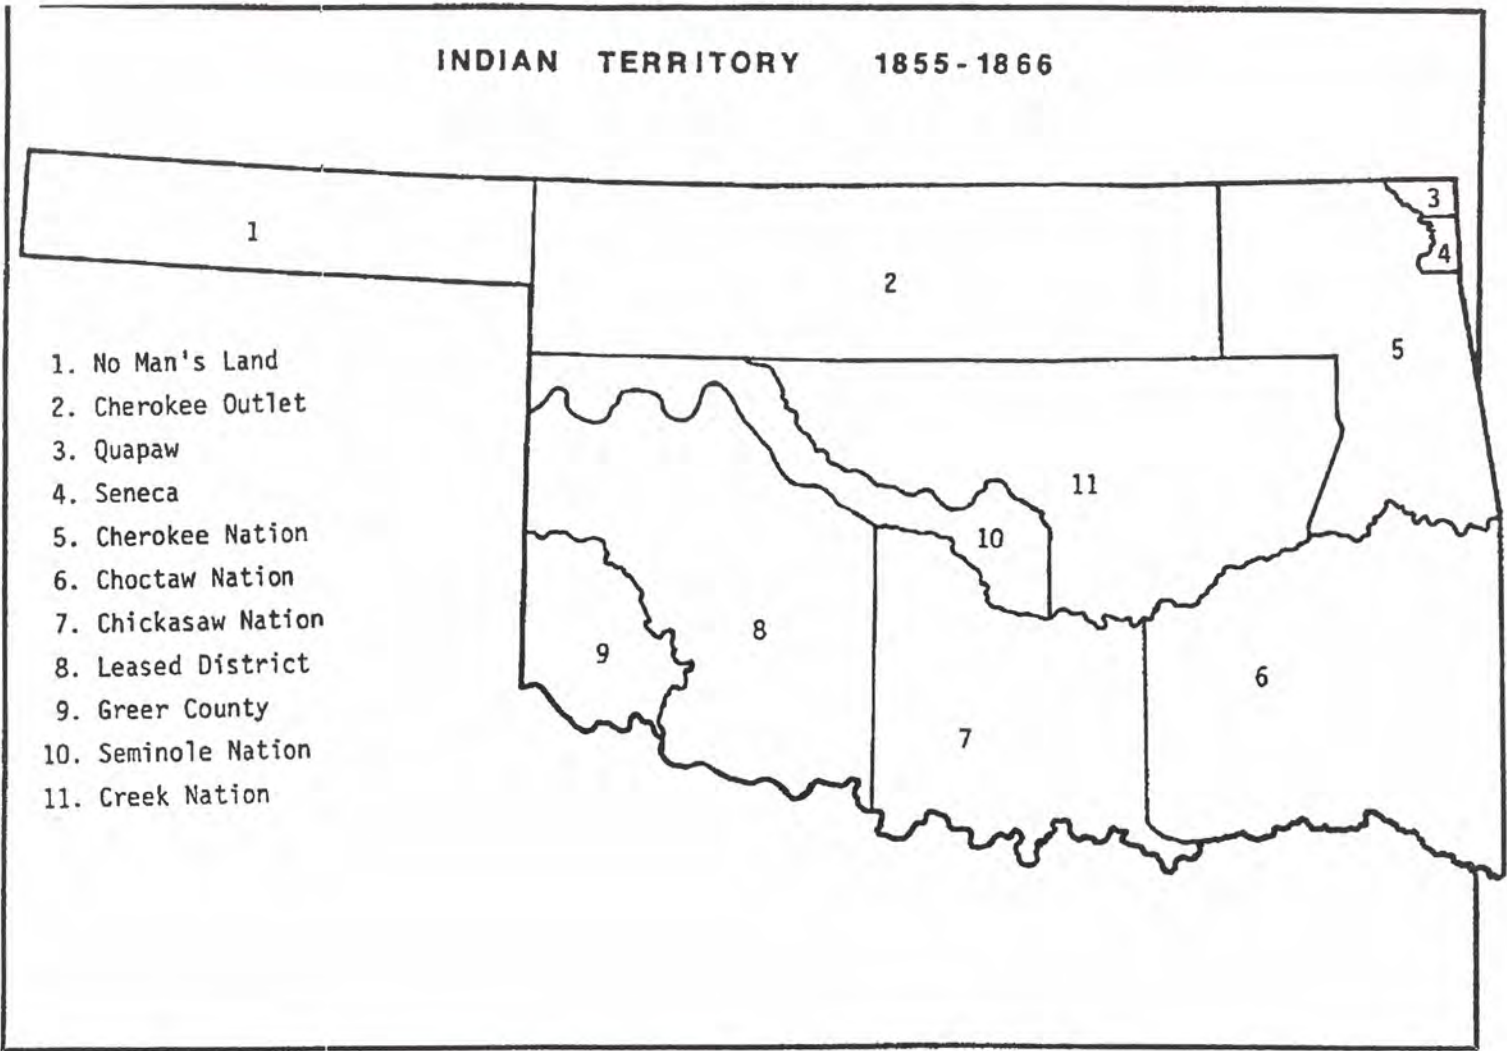 INDIAN TERRITORY 1855-1866
1
2
3
4
5
6
7
8
9
10
11
1. No Man's Land
2. Cherokee Outlet
3. Quapaw
4. Seneca
5. Cherokee Nation
6. Choctaw Nation
7. Chickasaw Nation
8. Leased District
9. Greer County
10. Seminole Nation
11. Creek Nation